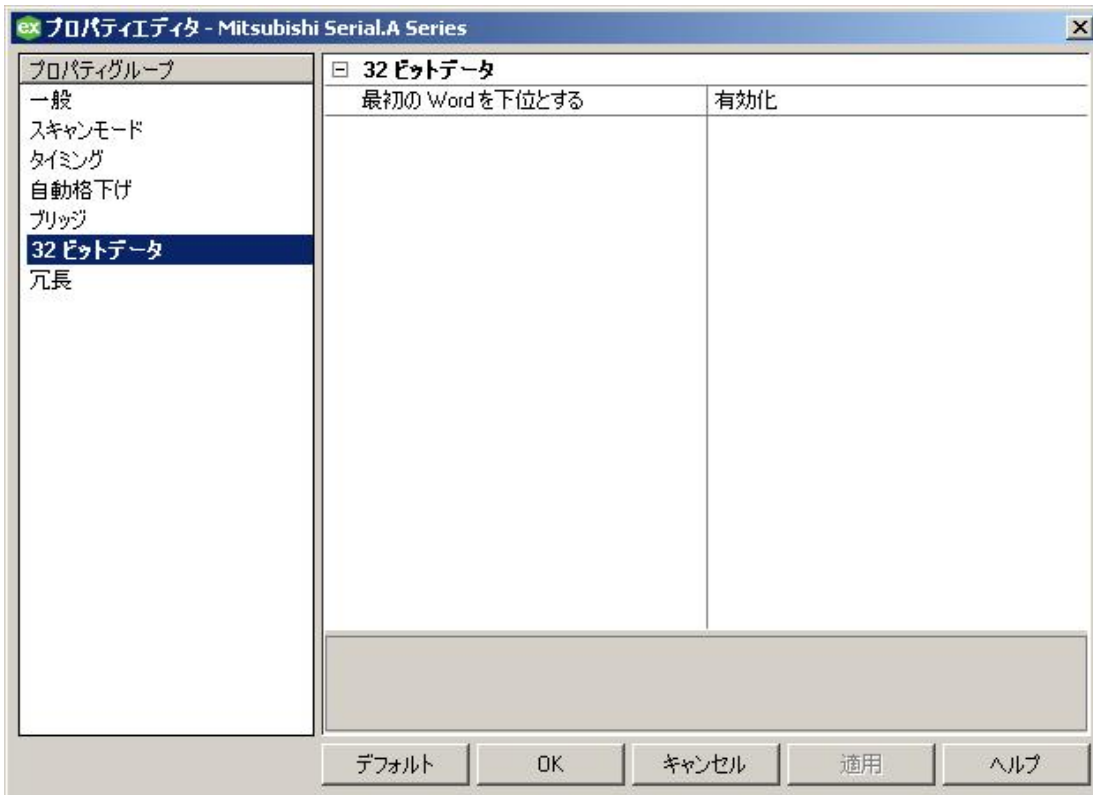 ex プロパティエディタ - Mitsubishi Serial.A Series
プロパティグループ
一般
スキャンモード
タイミング
自動格下げ
ブリッジ
32 ビットデータ
冗長
32 ビットデータ
最初の Word を下位とする 有効化
デフォルト OK キャンセル 適用 ヘルプ